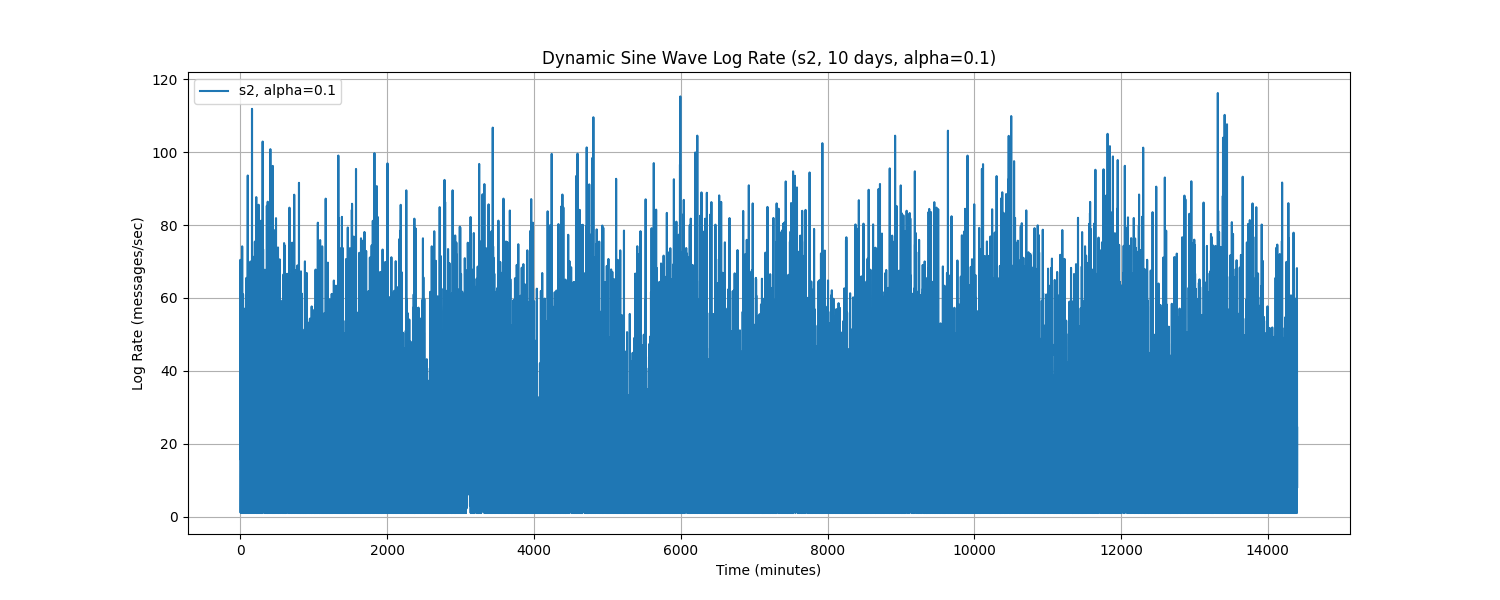 Dynamic Sine Wave Log Rate (s2, 10 days, alpha=0.1)
s2, alpha=0.1
Log Rate (messages/sec)
120
100
80
60
40
20
0
0 2000 4000 6000 8000 10000 12000 14000
Time (minutes)